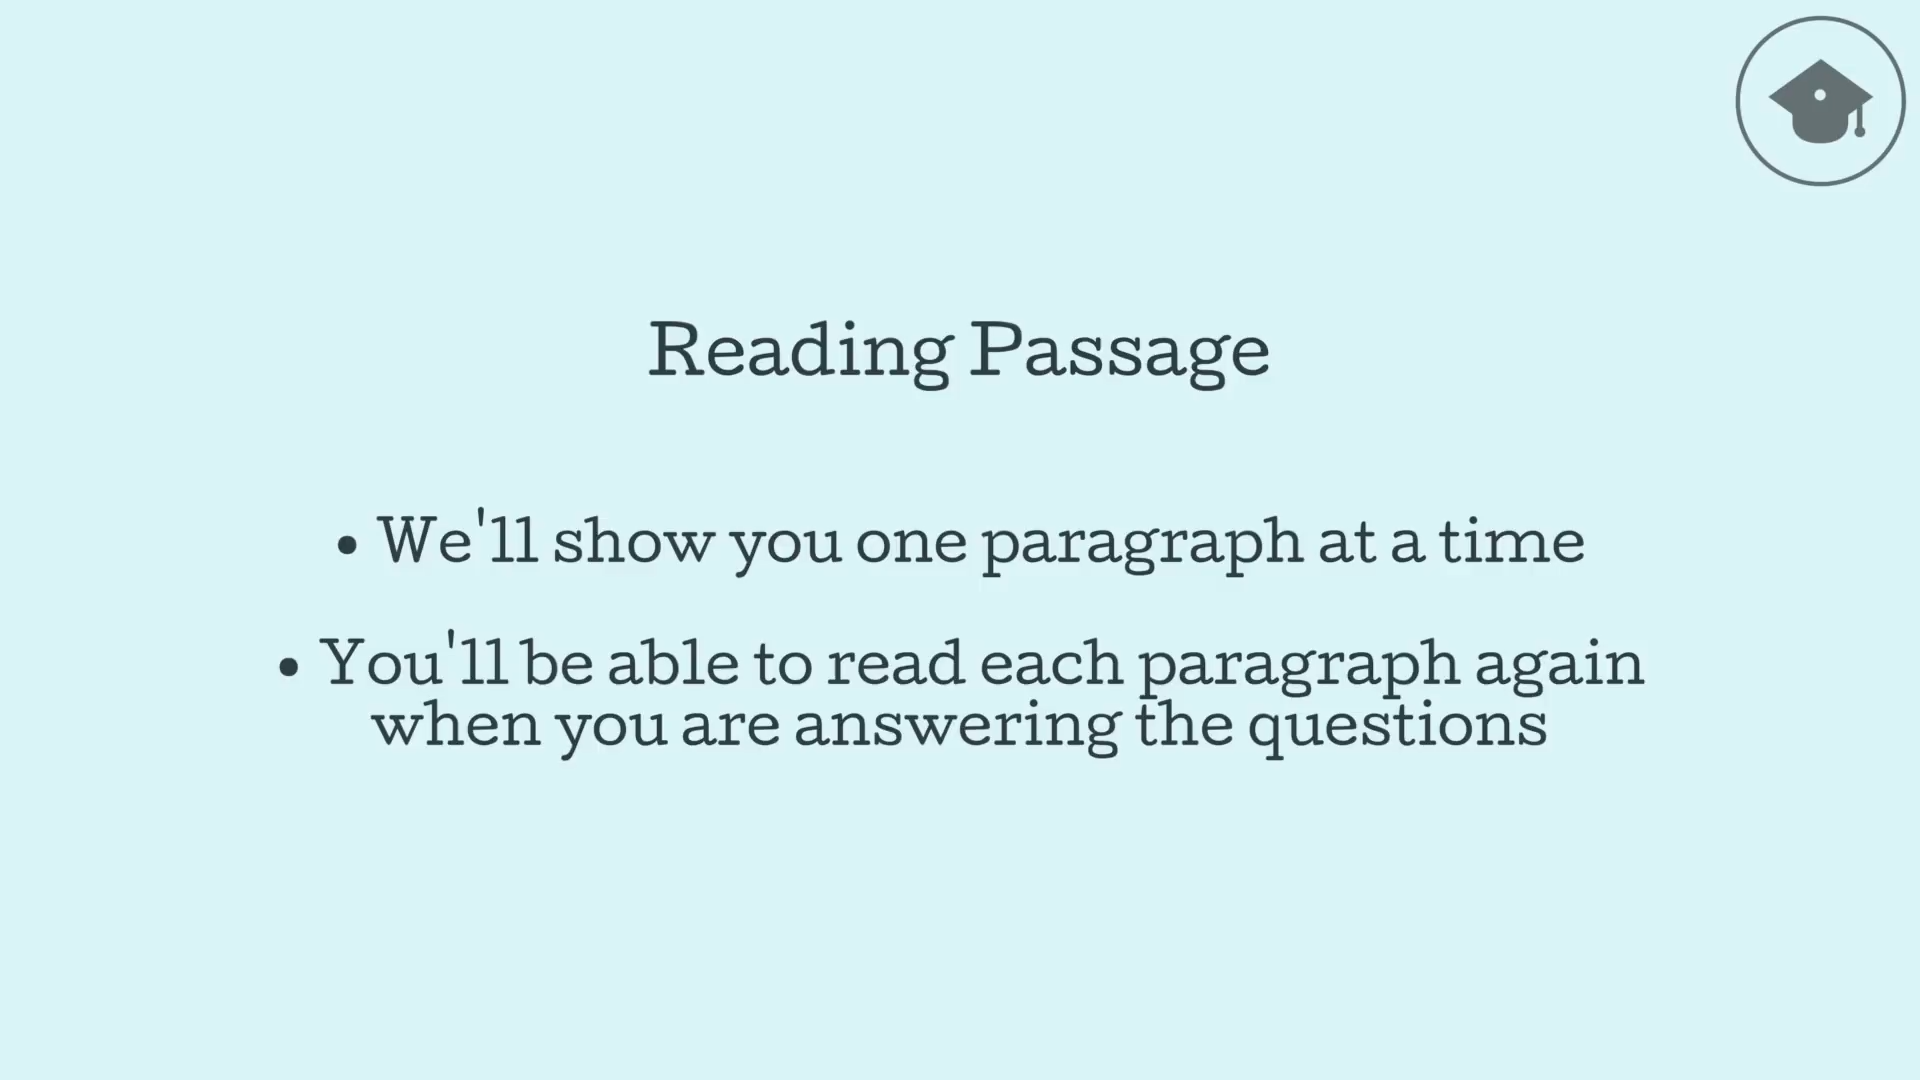 Reading Passage
• We'll show you one paragraph at a time
• You'll be able to read each paragraph again
when you are answering the questions